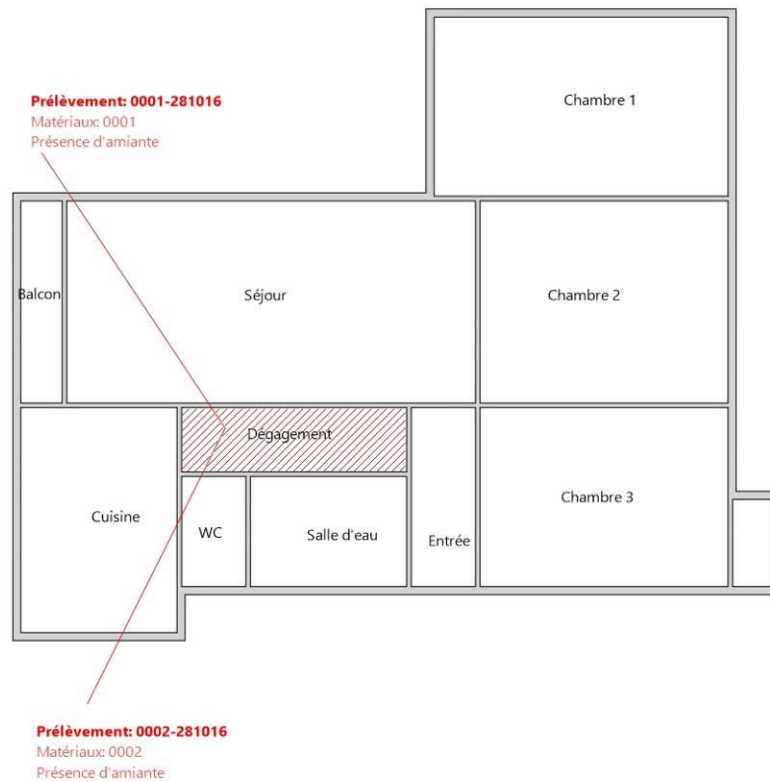 Chambre 1
Prélèvement: 0001-281016
Matériaux: 0001
Présence d'amiante
Balcon
Séjour
Chambre 2
Dégagement
Cuisine
WC
Salle d'eau
Entrée
Chambre 3
Prélèvement: 0002-281016
Matériaux: 0002
Présence d'amiante